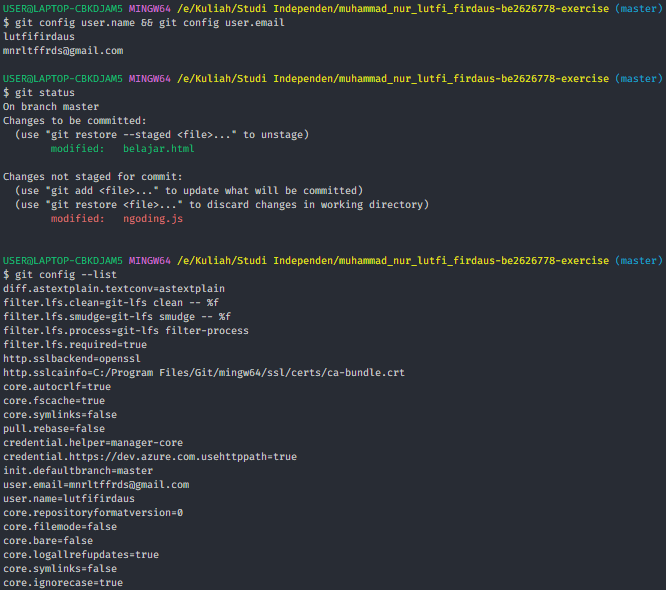 USER@LAPTOP-CBKDJAM5 MINGW64 /e/Kuliah/Studi Independen/muhammad_nur_lutfi_firdaus-be2626778-exercise (master)
$ git config user.name && git config user.email
lutfifirdaus
mnrltffrds@gmail.com

USER@LAPTOP-CBKDJAM5 MINGW64 /e/Kuliah/Studi Independen/muhammad_nur_lutfi_firdaus-be2626778-exercise (master)
$ git status
On branch master
Changes to be committed:
  (use "git restore --staged <file>..." to unstage)
        modified:   belajar.html

Changes not staged for commit:
  (use "git add <file>..." to update what will be committed)
  (use "git restore <file>..." to discard changes in working directory)
        modified:   ngoding.js

USER@LAPTOP-CBKDJAM5 MINGW64 /e/Kuliah/Studi Independen/muhammad_nur_lutfi_firdaus-be2626778-exercise (master)
$ git config --list
diff.astextplain.textconv=astextplain
filter.lfs.clean=git-lfs clean -- %f
filter.lfs.smudge=git-lfs smudge -- %f
filter.lfs.process=git-lfs filter-process
filter.lfs.required=true
http.sslbackend=openssl
http.sslcainfo=C:/Program Files/Git/mingw64/ssl/certs/ca-bundle.crt
core.autocrlf=true
core.fscache=true
core.symlinks=false
pull.rebase=false
credential.helper=manager-core
credential.https://dev.azure.com.usehttppath=true
init.defaultbranch=master
user.email=mnrltffrds@gmail.com
user.name=lutfifirdaus
core.repositoryformatversion=0
core.filemode=false
core.bare=false
core.logallrefupdates=true
core.symlinks=false
core.ignorecase=true